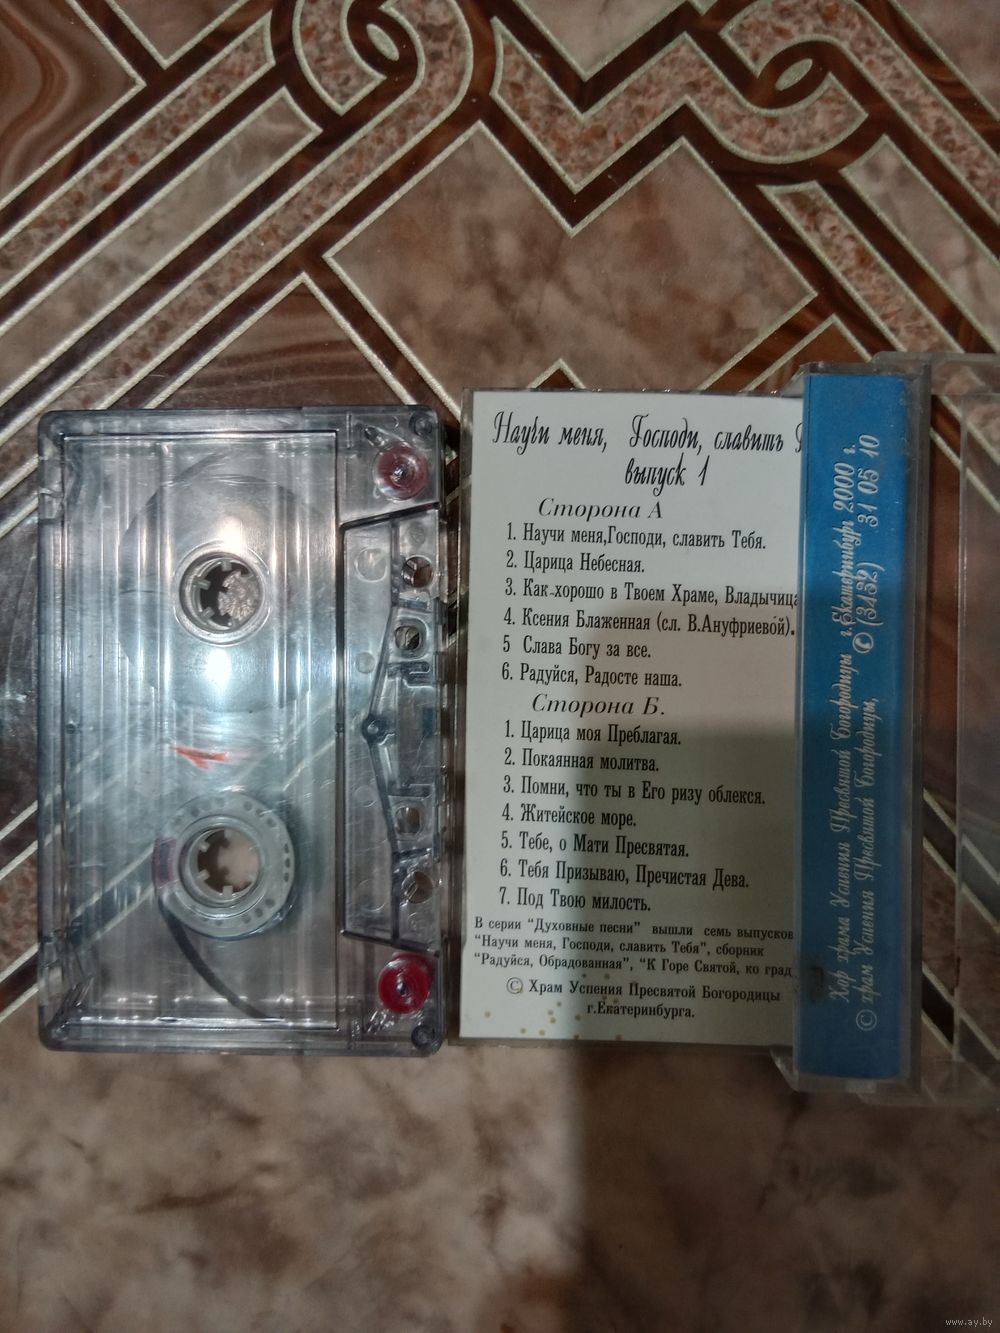 Научи меня, Господи, славить
выпуск 1
Сторона А
1. Научи меня,Господи, славить Тебя.
2. Царица Небесная.
3. Как хорошо в Твоем Храме, Владычица
4. Ксения Блаженная (сл. В.Ануфриевой).
5 Слава Богу за все.
6. Радуйся, Радосте наша.
Сторона Б.
1. Царица моя Преблагая.
2. Покаянная молитва.
3. Помни, что ты в Его ризу облекся.
4. Житейское море.
5. Тебе, о Мати Пресвятая.
6. Тебя Призываю, Пречистая Дева.
7. Под Твою милость.
В серии "Духовные песни" вышли семь выпусков
"Научи меня, Господи, славить Тебя", сборник
"Радуйся, Обрадованная", "К Горе Святой, ко град
© Храм Успения Пресвятой Богородицы
г.Екатеринбурга.
Хор храма Успения Пресвятой Богородицы г.Екатеринбург 2000 г.
© храм Успения Пресвятой Богородицы, ✆ (3432) 31 05 10
www.ay.by